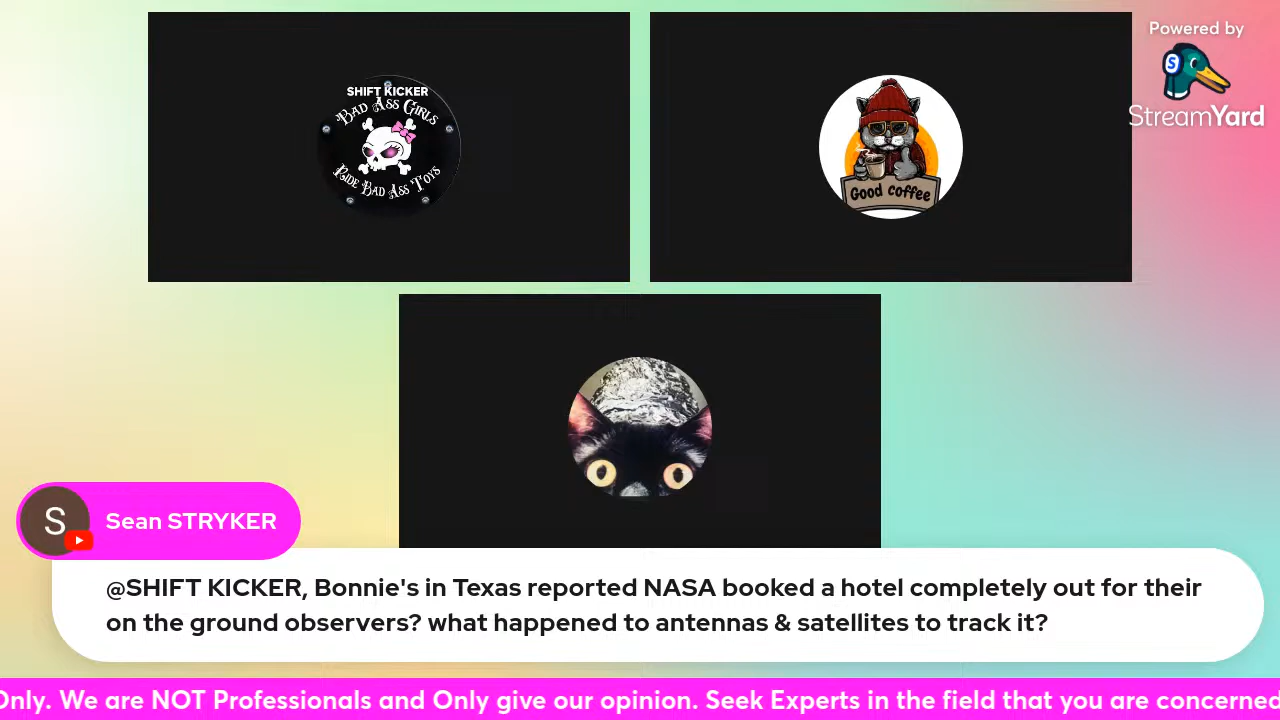 Powered by
S
StreamYard
SHIFT KICKER
BAD ASS GIRLS
RIDE BAD ASS TOYS
Good coffee
S
Sean STRYKER
@SHIFT KICKER, Bonnie's in Texas reported NASA booked a hotel completely out for their
on the ground observers? what happened to antennas & satellites to track it?
Only. We are NOT Professionals and Only give our opinion. Seek Experts in the field that you are concerned